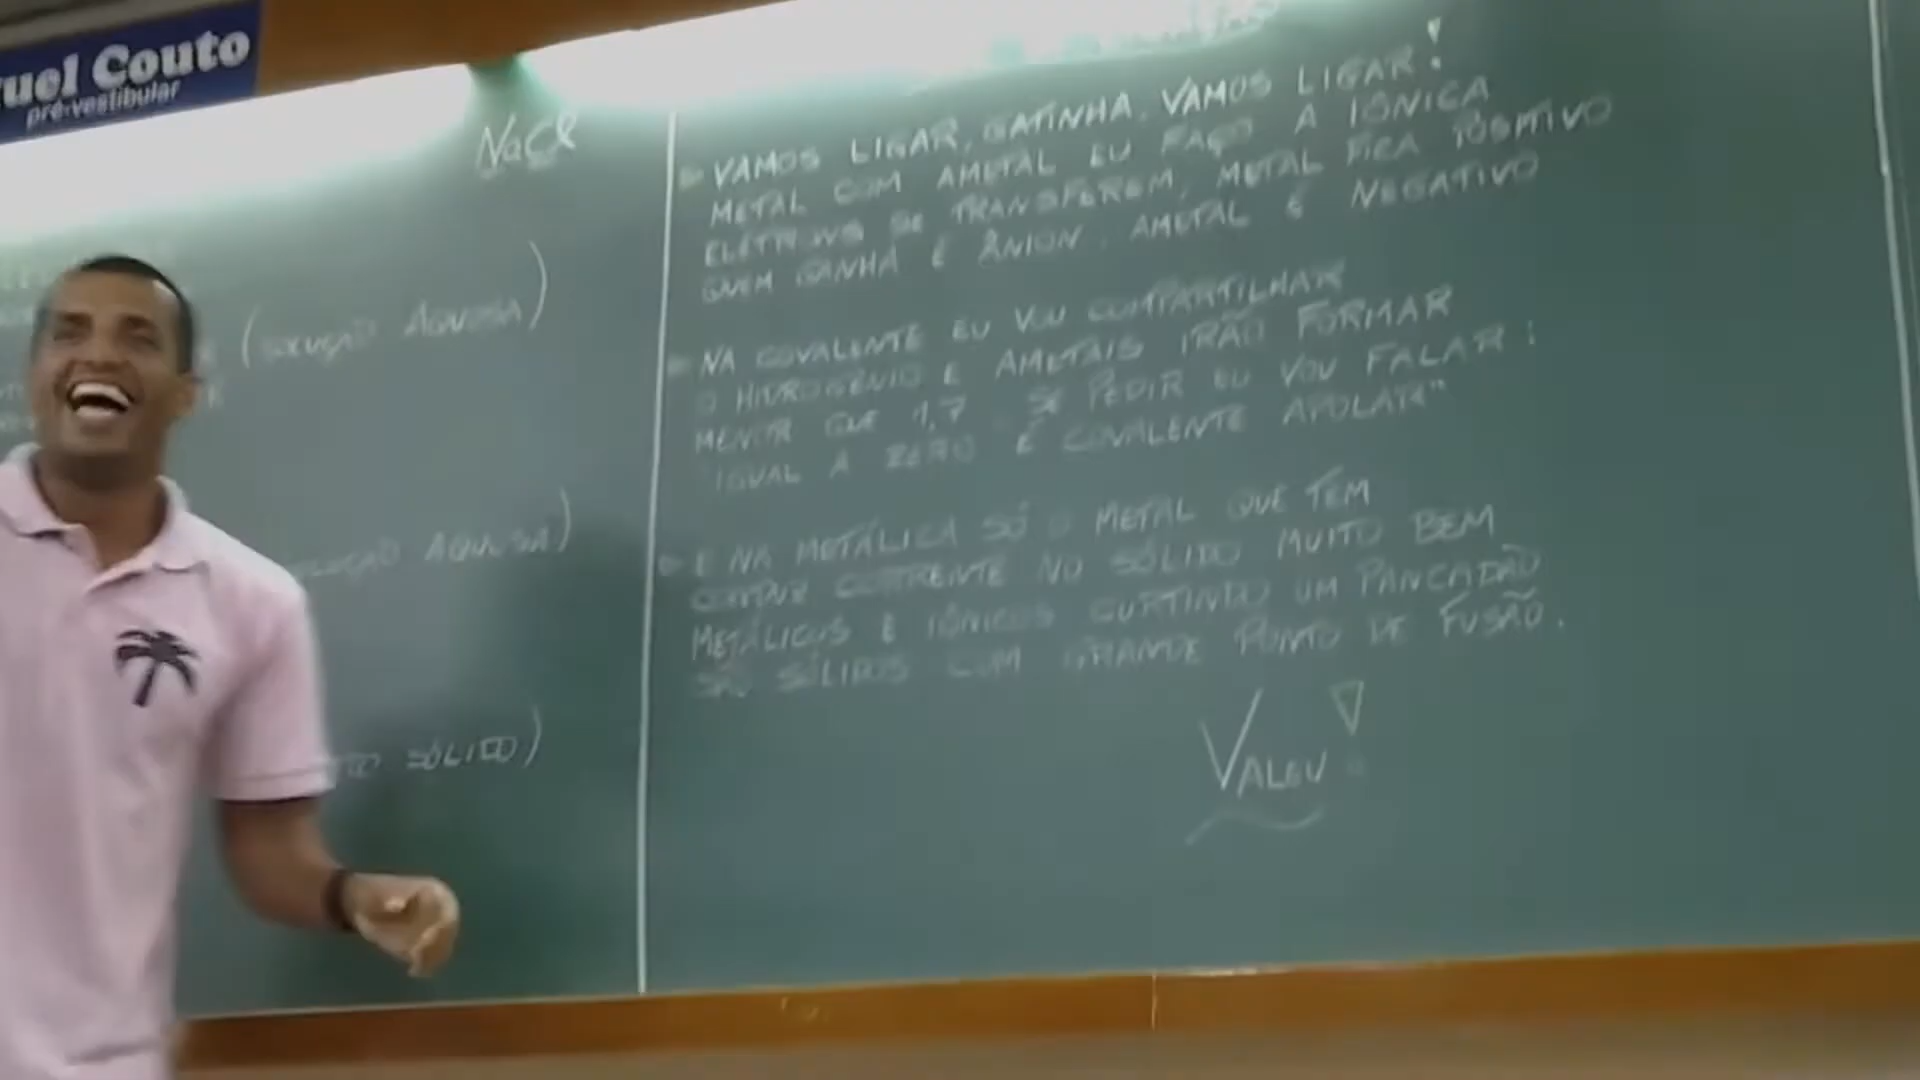 uel Couto
pré-vestibular
NaCl
(SOLUÇÃO AQUOSA)
SOLUÇÃO AQUOSA)
SÓLIDO)
VAMOS LIGAR, GATINHA, VAMOS LIGAR!
METAL COM AMETAL EU FAÇO A IÔNICA
ELÉTRONS SE TRANSFEREM, METAL FICA POSITIVO
QUEM GANHA É ÂNION, AMETAL É NEGATIVO
NA COVALENTE EU VOU COMPARTILHAR
O HIDROGÊNIO E AMETAIS IRÃO FORMAR
MENOR QUE 1,7 SE PEDIR EU VOU FALAR:
"IGUAL A ZERO É COVALENTE APOLAR"
E NA METÁLICA SÓ O METAL QUE TEM
CONDUZ CORRENTE NO SÓLIDO MUITO BEM
METÁLICOS E IÔNICOS CURTINDO UM PANCADÃO
SÃO SÓLIDOS COM GRANDE PONTO DE FUSÃO.
VALEU!